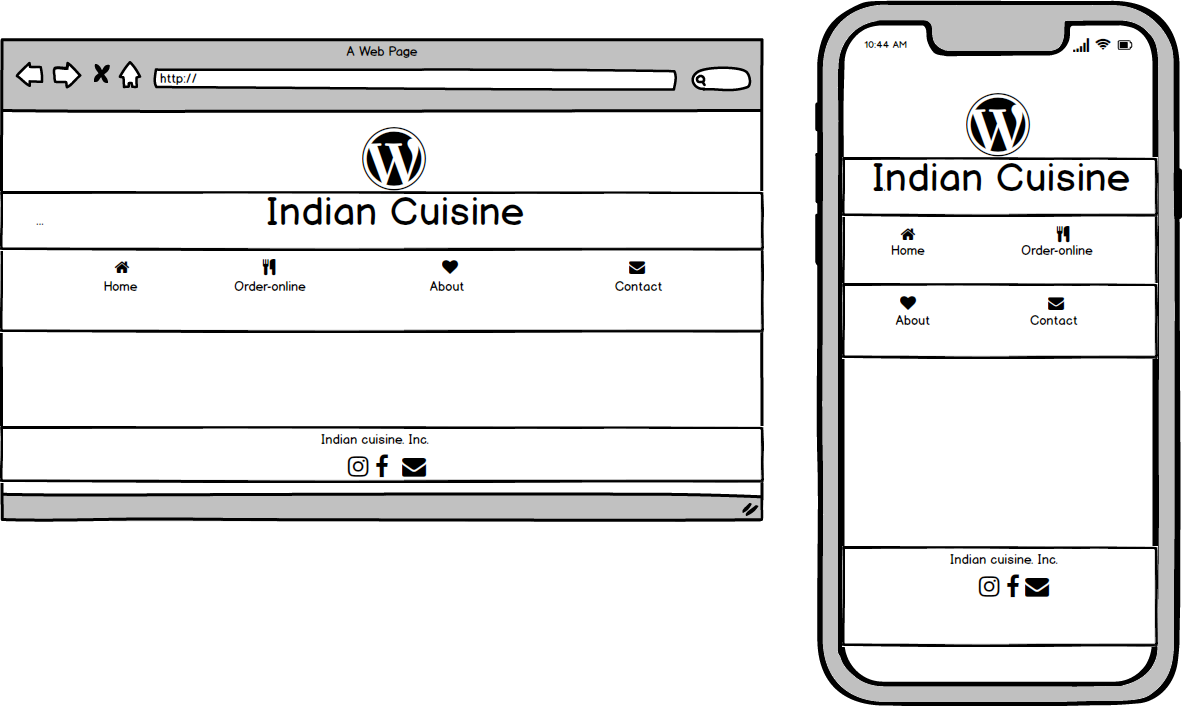 A Web Page
http://
W
...
Indian Cuisine
Home Order-online About Contact
Indian cuisine. Inc.
10:44 AM
W
Indian Cuisine
Home Order-online
About Contact
Indian cuisine. Inc.